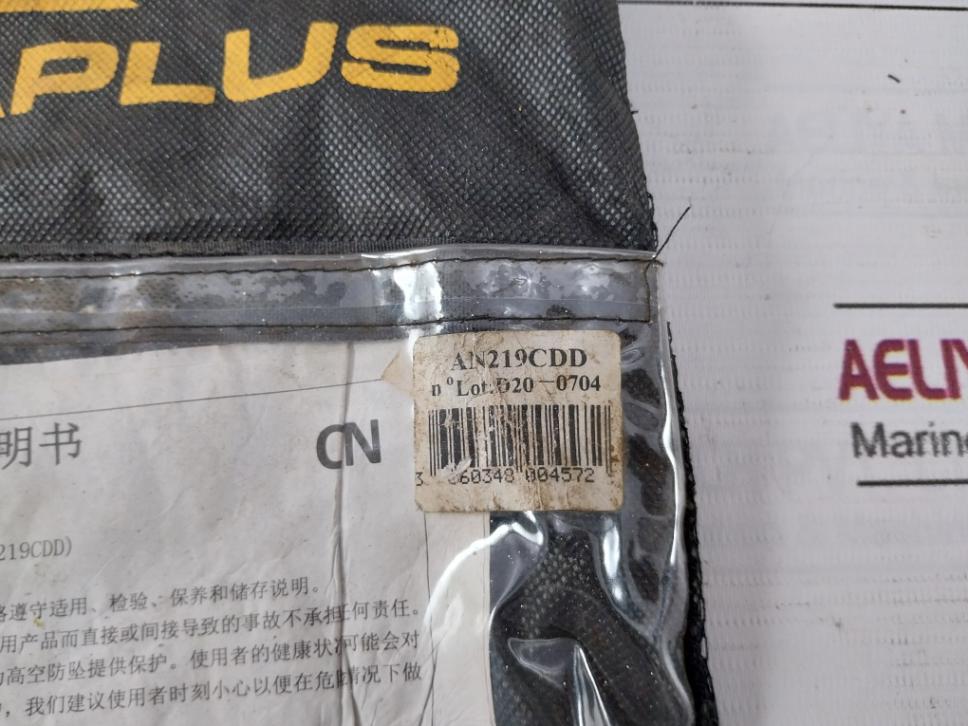 APLUS
AN219CDD
n°Lot.D20-0704
3 60348 004572
明书
CN
219CDD)
遵守适用、检验、保养和储存说明。
用产品而直接或间接导致的事故不承担任何责任。
高空防坠提供保护。使用者的健康状况可能会对
，我们建议使用者时刻小心以便在危险情况下做
AELI
Marin